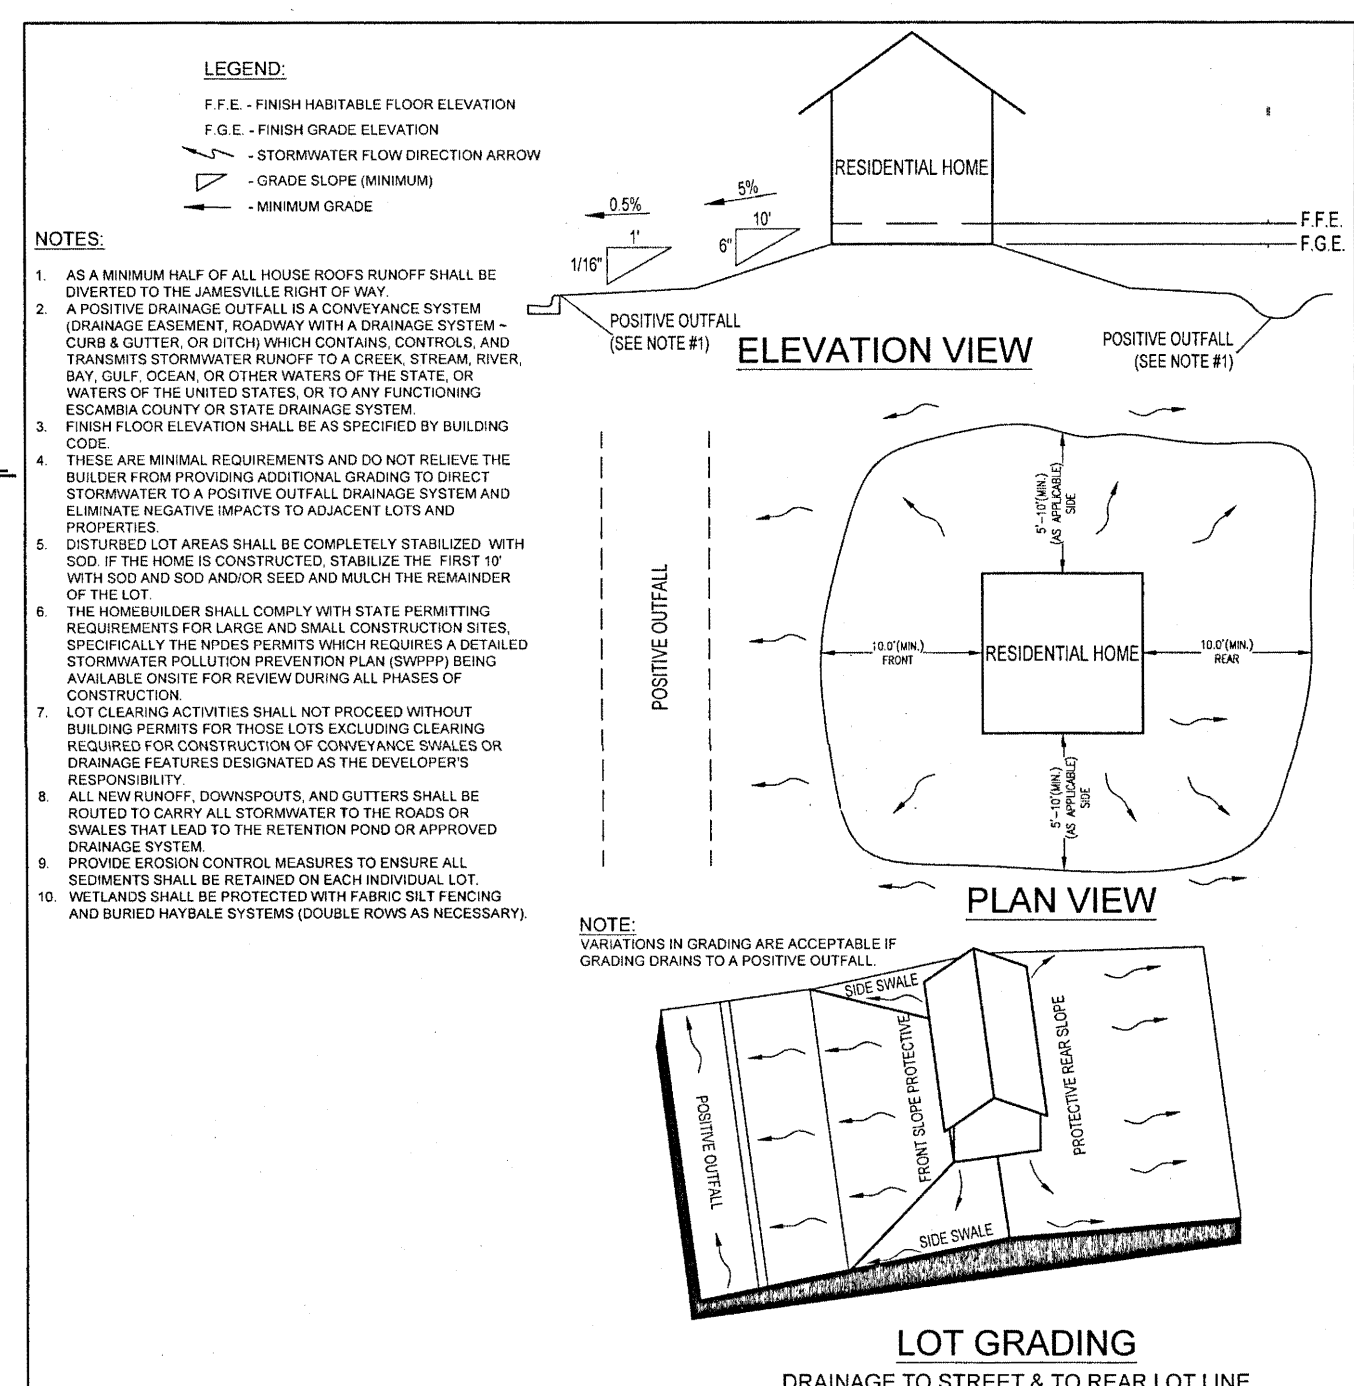 LEGEND:
F.F.E. - FINISH HABITABLE FLOOR ELEVATION
F.G.E. - FINISH GRADE ELEVATION
- STORMWATER FLOW DIRECTION ARROW
- GRADE SLOPE (MINIMUM)
- MINIMUM GRADE
NOTES:
1. AS A MINIMUM HALF OF ALL HOUSE ROOFS RUNOFF SHALL BE
DIVERTED TO THE JAMESVILLE RIGHT OF WAY.
2. A POSITIVE DRAINAGE OUTFALL IS A CONVEYANCE SYSTEM
(DRAINAGE EASEMENT, ROADWAY WITH A DRAINAGE SYSTEM ~
CURB & GUTTER, OR DITCH) WHICH CONTAINS, CONTROLS, AND
TRANSMITS STORMWATER RUNOFF TO A CREEK, STREAM, RIVER,
BAY, GULF, OCEAN, OR OTHER WATERS OF THE STATE, OR
WATERS OF THE UNITED STATES, OR TO ANY FUNCTIONING
ESCAMBIA COUNTY OR STATE DRAINAGE SYSTEM.
3. FINISH FLOOR ELEVATION SHALL BE AS SPECIFIED BY BUILDING
CODE.
4. THESE ARE MINIMAL REQUIREMENTS AND DO NOT RELIEVE THE
BUILDER FROM PROVIDING ADDITIONAL GRADING TO DIRECT
STORMWATER TO A POSITIVE OUTFALL DRAINAGE SYSTEM AND
ELIMINATE NEGATIVE IMPACTS TO ADJACENT LOTS AND
PROPERTIES.
5. DISTURBED LOT AREAS SHALL BE COMPLETELY STABILIZED WITH
SOD. IF THE HOME IS CONSTRUCTED, STABILIZE THE FIRST 10'
WITH SOD AND SOD AND/OR SEED AND MULCH THE REMAINDER
OF THE LOT.
6. THE HOMEBUILDER SHALL COMPLY WITH STATE PERMITTING
REQUIREMENTS FOR LARGE AND SMALL CONSTRUCTION SITES,
SPECIFICALLY THE NPDES PERMITS WHICH REQUIRES A DETAILED
STORMWATER POLLUTION PREVENTION PLAN (SWPPP) BEING
AVAILABLE ONSITE FOR REVIEW DURING ALL PHASES OF
CONSTRUCTION.
7. LOT CLEARING ACTIVITIES SHALL NOT PROCEED WITHOUT
BUILDING PERMITS FOR THOSE LOTS EXCLUDING CLEARING
REQUIRED FOR CONSTRUCTION OF CONVEYANCE SWALES OR
DRAINAGE FEATURES DESIGNATED AS THE DEVELOPER'S
RESPONSIBILITY.
8. ALL NEW RUNOFF, DOWNSPOUTS, AND GUTTERS SHALL BE
ROUTED TO CARRY ALL STORMWATER TO THE ROADS OR
SWALES THAT LEAD TO THE RETENTION POND OR APPROVED
DRAINAGE SYSTEM.
9. PROVIDE EROSION CONTROL MEASURES TO ENSURE ALL
SEDIMENTS SHALL BE RETAINED ON EACH INDIVIDUAL LOT.
10. WETLANDS SHALL BE PROTECTED WITH FABRIC SILT FENCING
AND BURIED HAYBALE SYSTEMS (DOUBLE ROWS AS NECESSARY).
RESIDENTIAL HOME
0.5%
5%
1'
1/16"
10'
6"
F.F.E.
F.G.E.
POSITIVE OUTFALL
(SEE NOTE #1)
ELEVATION VIEW
POSITIVE OUTFALL
(SEE NOTE #1)
POSITIVE OUTFALL
5'-10'(MIN.)
(AS APPLICABLE)
SIDE
10.0'(MIN.)
FRONT
RESIDENTIAL HOME
10.0'(MIN.)
REAR
5'-10'(MIN.)
(AS APPLICABLE)
SIDE
PLAN VIEW
NOTE:
VARIATIONS IN GRADING ARE ACCEPTABLE IF
GRADING DRAINS TO A POSITIVE OUTFALL.
SIDE SWALE
POSITIVE OUTFALL
FRONT SLOPE PROTECTIVE
PROTECTIVE REAR SLOPE
SIDE SWALE
LOT GRADING
DRAINAGE TO STREET & TO REAR LOT LINE